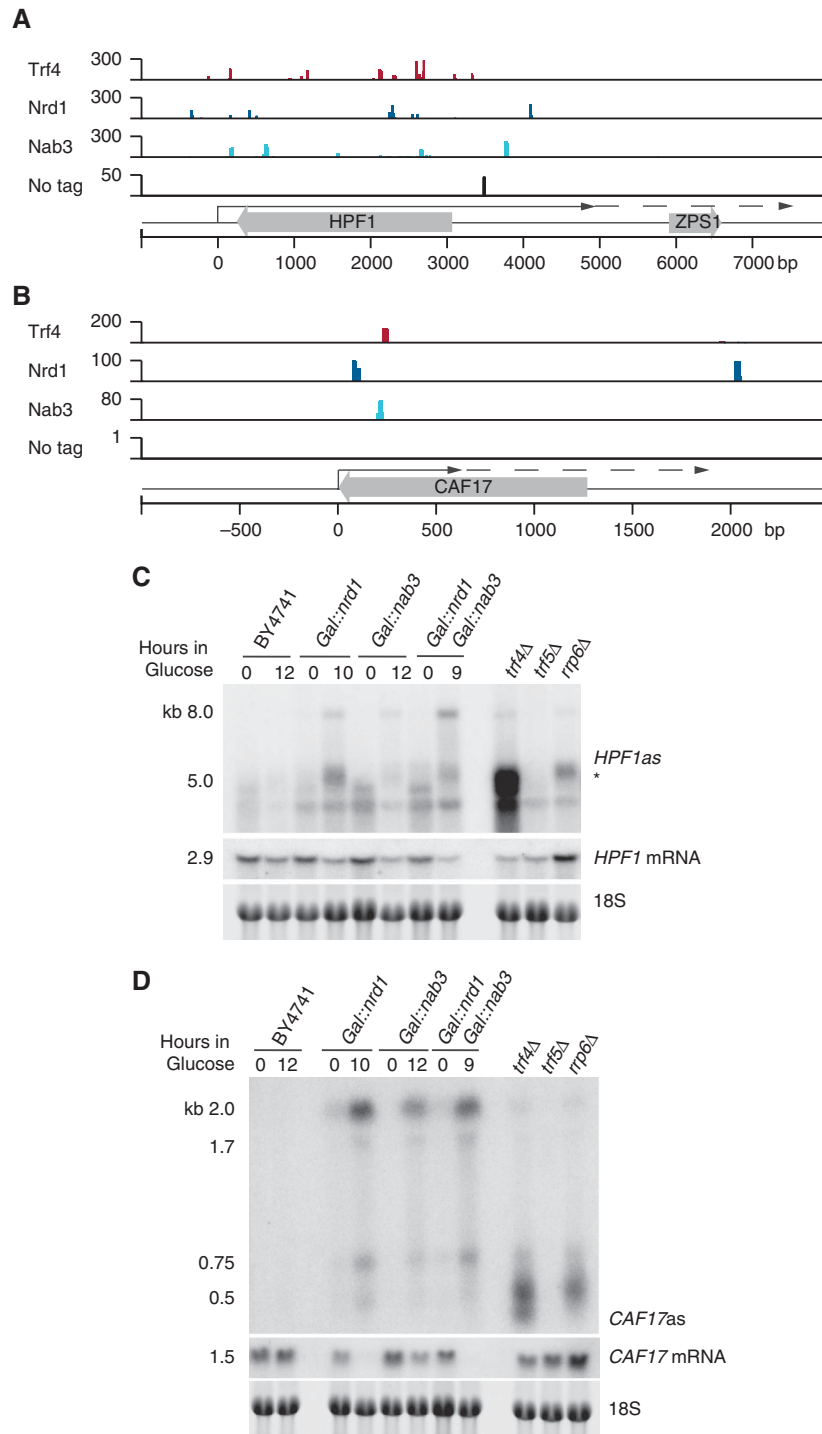 A
Trf4 300
Nrd1 300
Nab3 300
No tag 50
HPF1 ZPS1
0 1000 2000 3000 4000 5000 6000 7000 bp
B
Trf4 200
Nrd1 100
Nab3 80
No tag 1
CAF17
−500 0 500 1000 1500 2000 bp
C
BY4741 Gal::nrd1 Gal::nab3 Gal::nrd1 Gal::nab3 trf4Δ trf5Δ rrp6Δ
Hours in
Glucose 0 12 0 10 0 12 0 9
kb 8.0
HPF1as
*
5.0
2.9 HPF1 mRNA
18S
D
BY4741 Gal::nrd1 Gal::nab3 Gal::nrd1 Gal::nab3 trf4Δ trf5Δ rrp6Δ
Hours in
Glucose 0 12 0 10 0 12 0 9
kb 2.0
1.7
0.75
0.5
CAF17as
1.5 CAF17 mRNA
18S